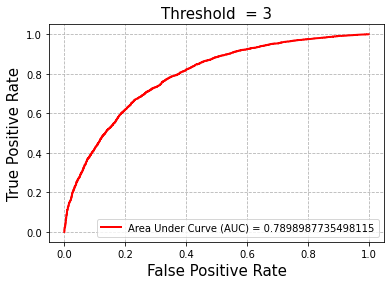 Threshold  = 3
True Positive Rate
1.0
0.8
0.6
0.4
0.2
0.0
Area Under Curve (AUC) = 0.7898987735498115
0.0 0.2 0.4 0.6 0.8 1.0
False Positive Rate